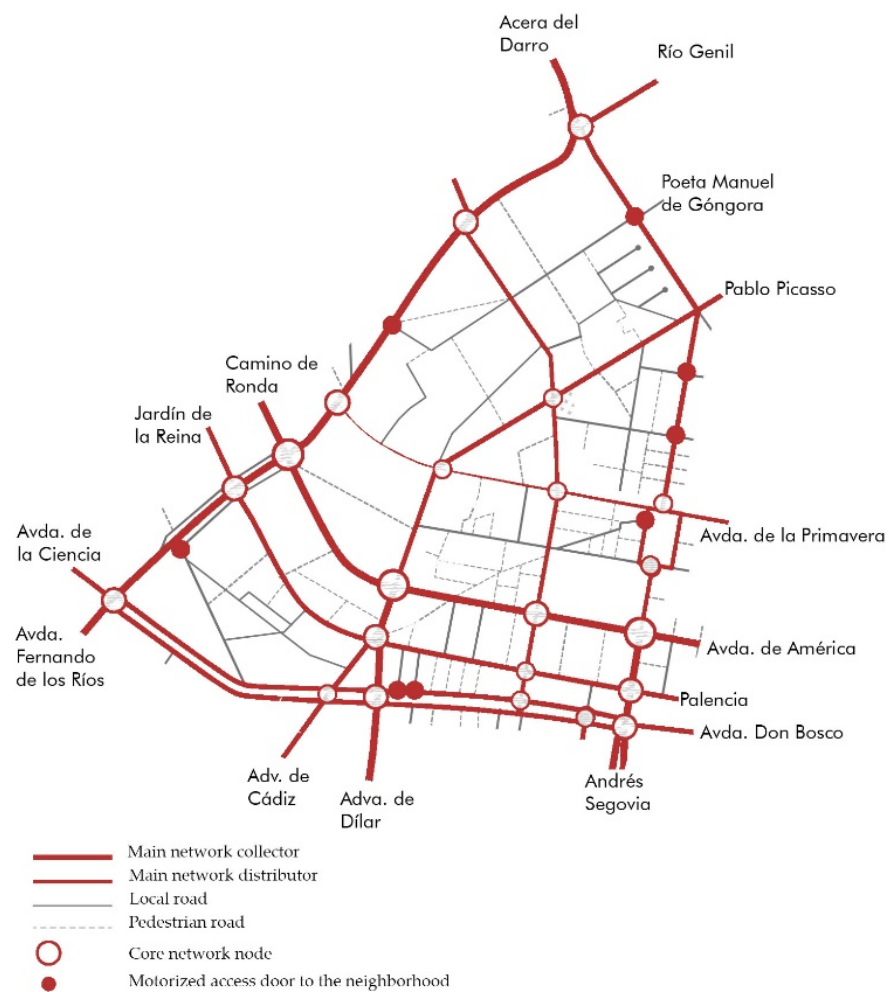 Acera del
Darro
Río Genil
Poeta Manuel
de Góngora
Pablo Picasso
Camino de
Ronda
Jardín de
la Reina
Avda. de
la Ciencia
Avda. de la Primavera
Avda.
Fernando
de los Ríos
Avda. de América
Palencia
Avda. Don Bosco
Adv. de
Cádiz
Adva. de
Dílar
Andrés
Segovia
Main network collector
Main network distributor
Local road
Pedestrian road
Core network node
Motorized access door to the neighborhood